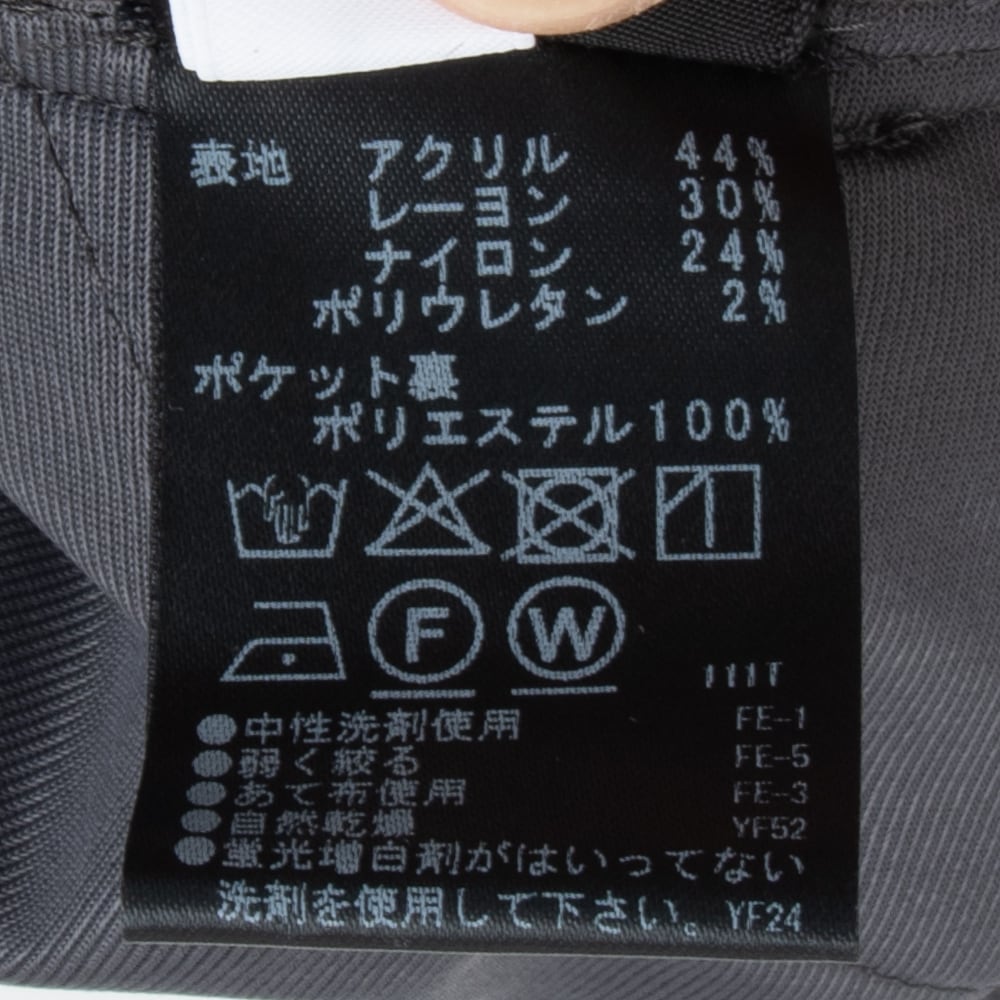 表地 アクリル 44%
レーヨン 30%
ナイロン 24%
ポリウレタン 2%
ポケット裏
ポリエステル100%
F W
111T
●中性洗剤使用 FE-1
●弱く絞る FE-5
●あて布使用 FE-3
●自然乾燥 YF52
●蛍光増白剤がはいってない
洗剤を使用して下さい。 YF24